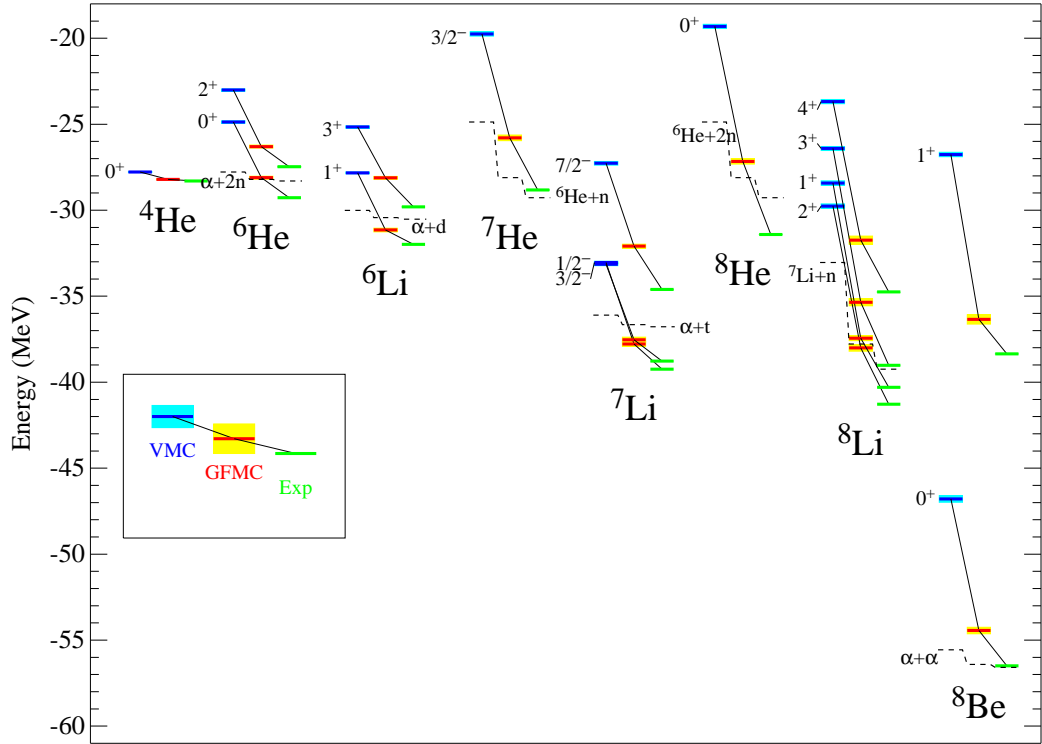 Energy (MeV)
-20
-25
-30
-35
-40
-45
-50
-55
-60
0⁺
⁴He
2⁺
0⁺
α+2n
⁶He
3⁺
1⁺
α+d
⁶Li
3/2⁻
⁶He+n
⁷He
7/2⁻
1/2⁻
3/2⁻
α+t
⁷Li
0⁺
⁶He+2n
⁸He
4⁺
3⁺
1⁺
2⁺
⁷Li+n
⁸Li
1⁺
0⁺
α+α
⁸Be
VMC
GFMC
Exp